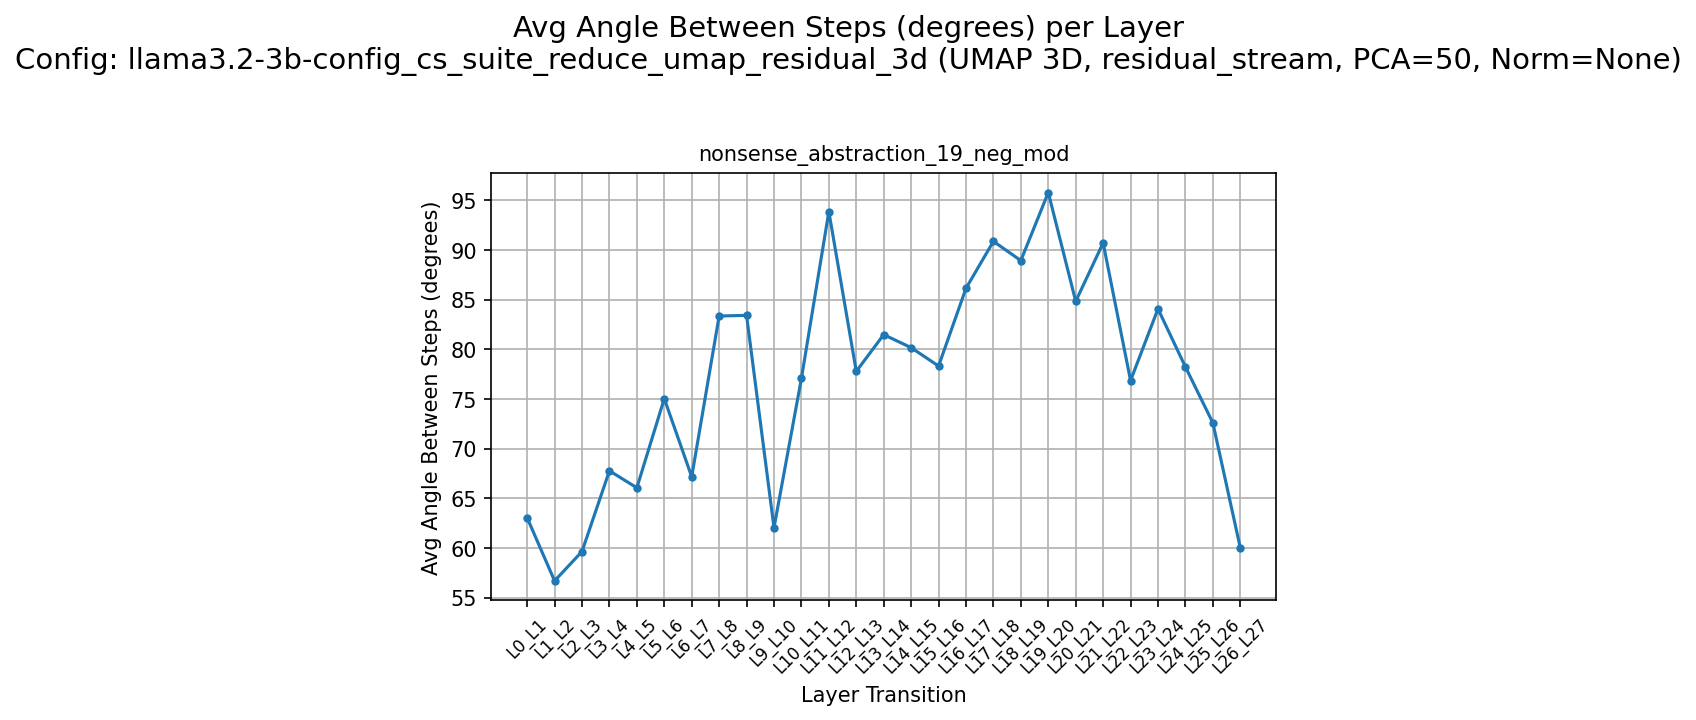 Avg Angle Between Steps (degrees) per Layer
Config: llama3.2-3b-config_cs_suite_reduce_umap_residual_3d (UMAP 3D, residual_stream, PCA=50, Norm=None)
nonsense_abstraction_19_neg_mod
Avg Angle Between Steps (degrees)
95
90
85
80
75
70
65
60
55
L0_L1
L1_L2
L2_L3
L3_L4
L4_L5
L5_L6
L6_L7
L7_L8
L8_L9
L9_L10
L10_L11
L11_L12
L12_L13
L13_L14
L14_L15
L15_L16
L16_L17
L17_L18
L18_L19
L19_L20
L20_L21
L21_L22
L22_L23
L23_L24
L24_L25
L25_L26
L26_L27
Layer Transition